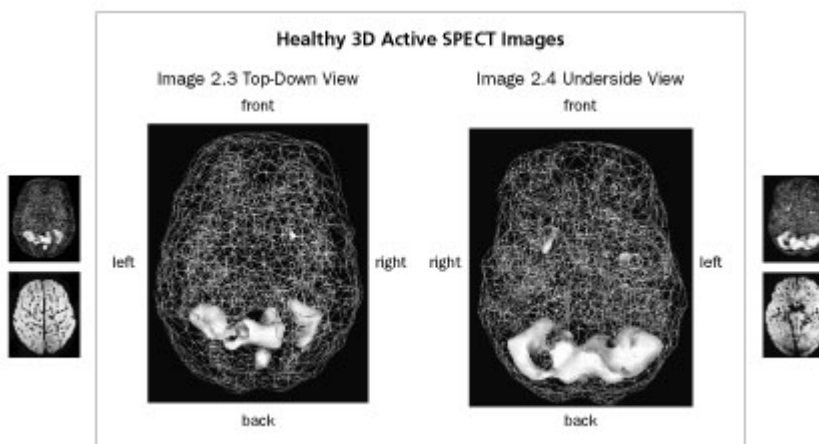 Healthy 3D Active SPECT Images
Image 2.3 Top-Down View
front
left
right
back
Image 2.4 Underside View
front
right
left
back